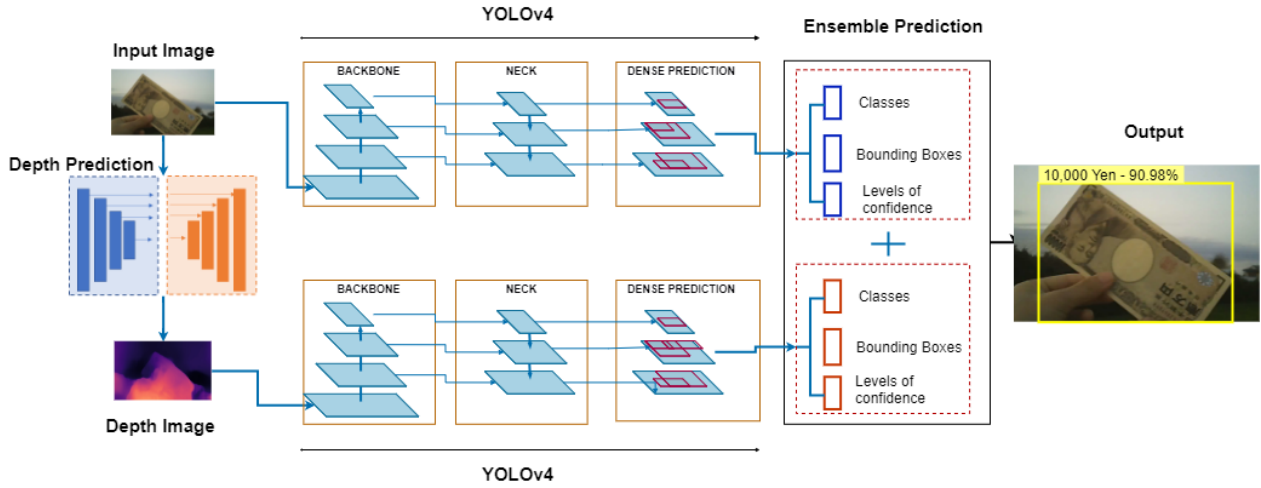 YOLOv4
Ensemble Prediction
Input Image
BACKBONE
NECK
DENSE PREDICTION
Classes
Bounding Boxes
Levels of
confidence
Output
10,000 Yen - 90.98%
Depth Prediction
BACKBONE
NECK
DENSE PREDICTION
Classes
Bounding Boxes
Levels of
confidence
Depth Image
YOLOv4